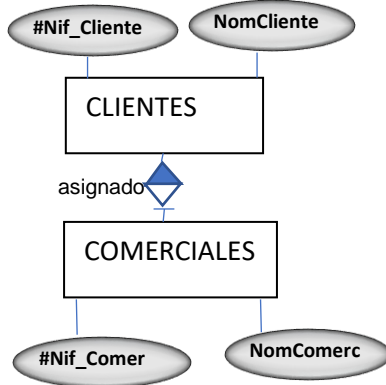 #Nif_Cliente
NomCliente
CLIENTES
asignado
COMERCIALES
#Nif_Comer
NomComerc